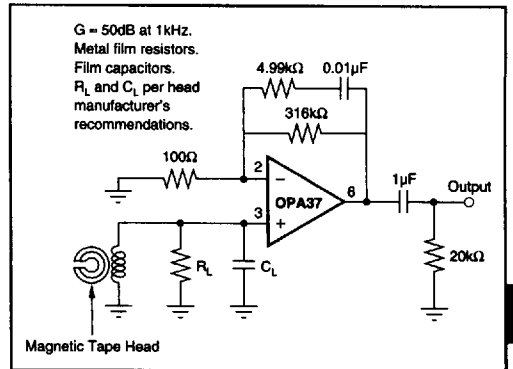 G ≈ 50dB at 1kHz.
Metal film resistors.
Film capacitors.
R_L and C_L per head
manufacturer's
recommendations.
4.99kΩ
0.01µF
316kΩ
100Ω
2
−
OPA37
6
3
+
1µF
Output
20kΩ
R_L
C_L
Magnetic Tape Head